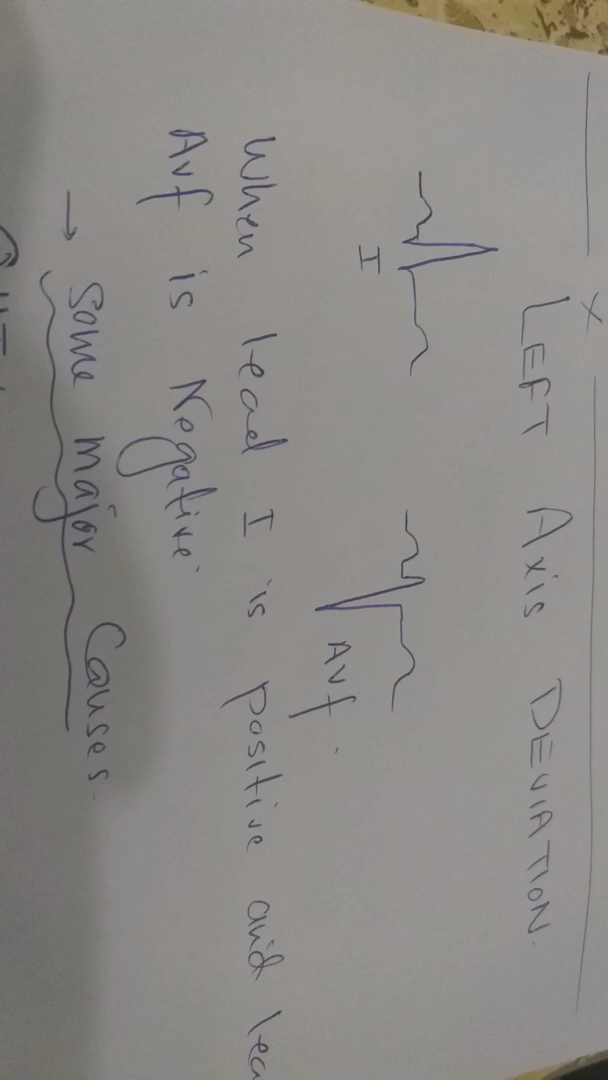 LEFT AXIS DEVIATION.
I
Avf.
When lead I is positive and lea
Avf is Negative.
→ Some major Causes.